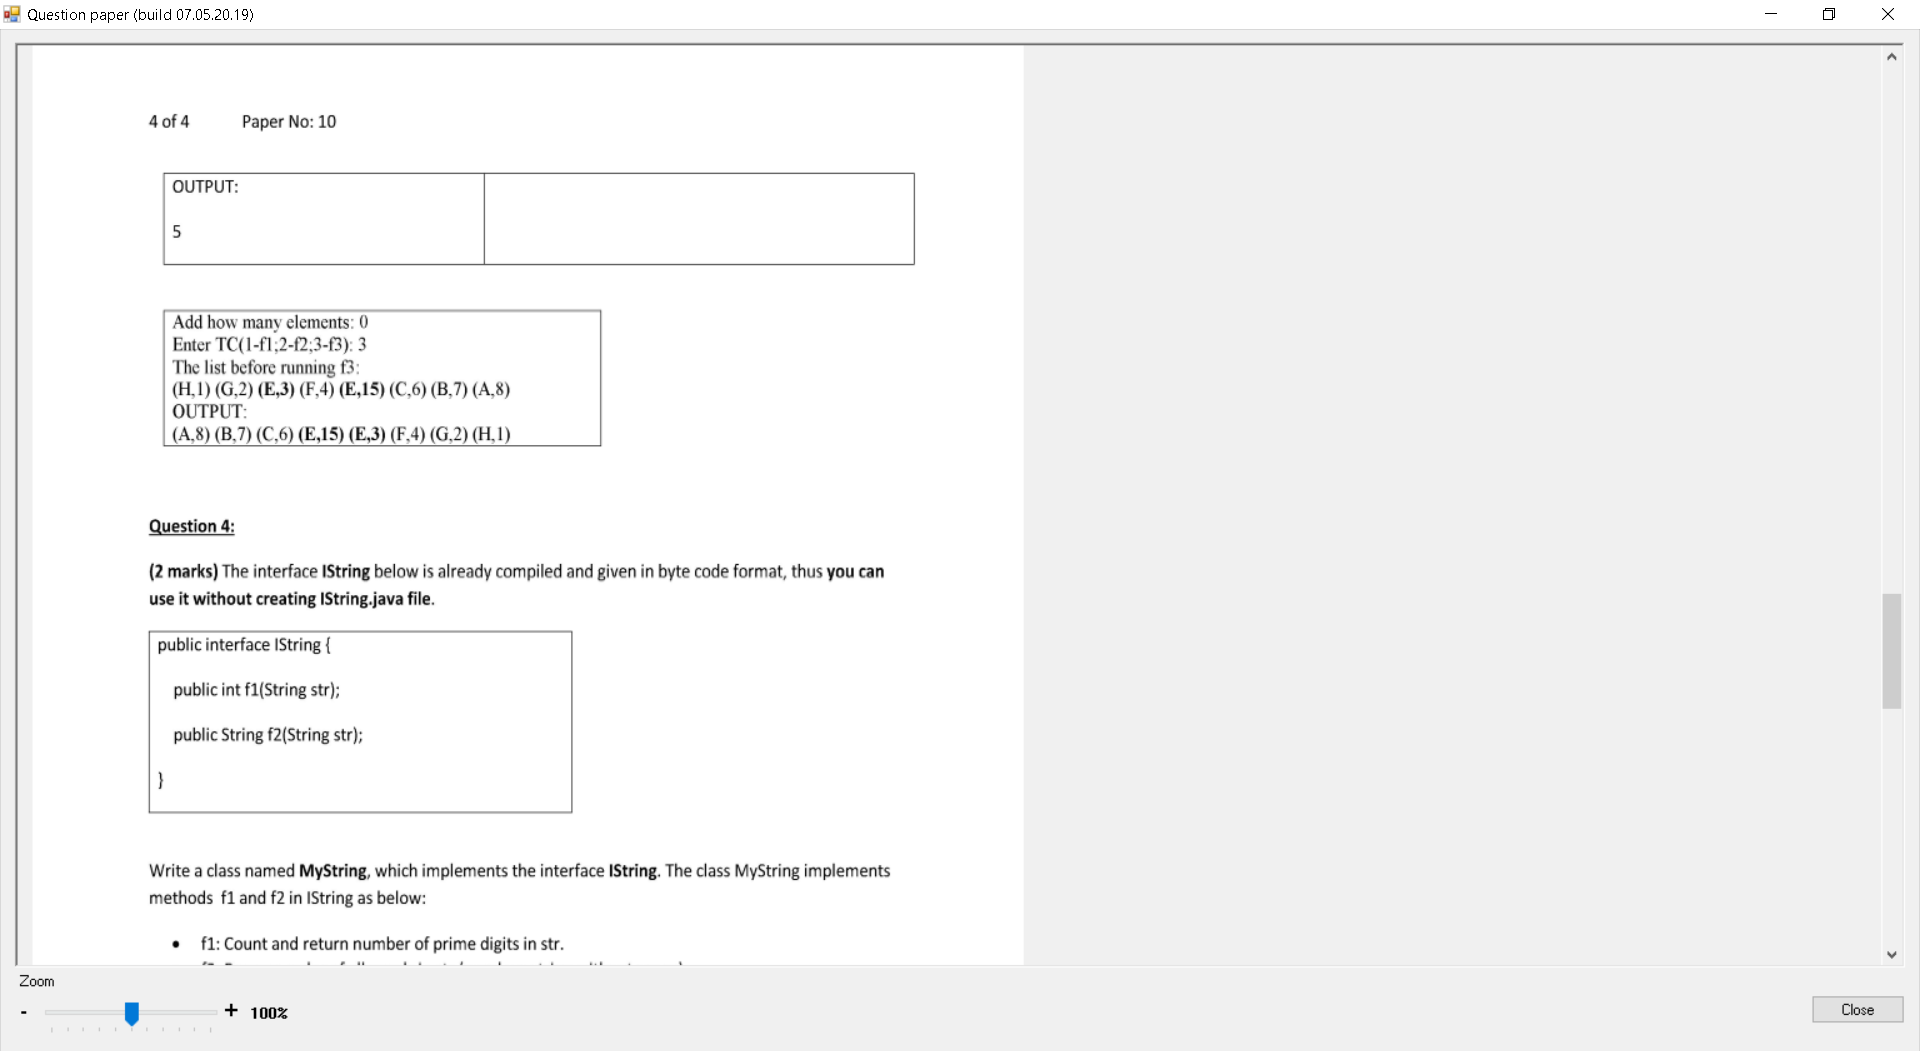 Question paper (build 07.05.20.19)
4 of 4 Paper No: 10
OUTPUT:
5
Add how many elements: 0
Enter TC(1-f1;2-f2;3-f3): 3
The list before running f3:
(H,1) (G,2) (E,3) (F,4) (E,15) (C,6) (B,7) (A,8)
OUTPUT:
(A,8) (B,7) (C,6) (E,15) (E,3) (F,4) (G,2) (H,1)
Question 4:
(2 marks) The interface IString below is already compiled and given in byte code format, thus you can
use it without creating IString.java file.
public interface IString {
public int f1(String str);
public String f2(String str);
}
Write a class named MyString, which implements the interface IString. The class MyString implements
methods f1 and f2 in IString as below:
• f1: Count and return number of prime digits in str.
Zoom
- + 100%
Close